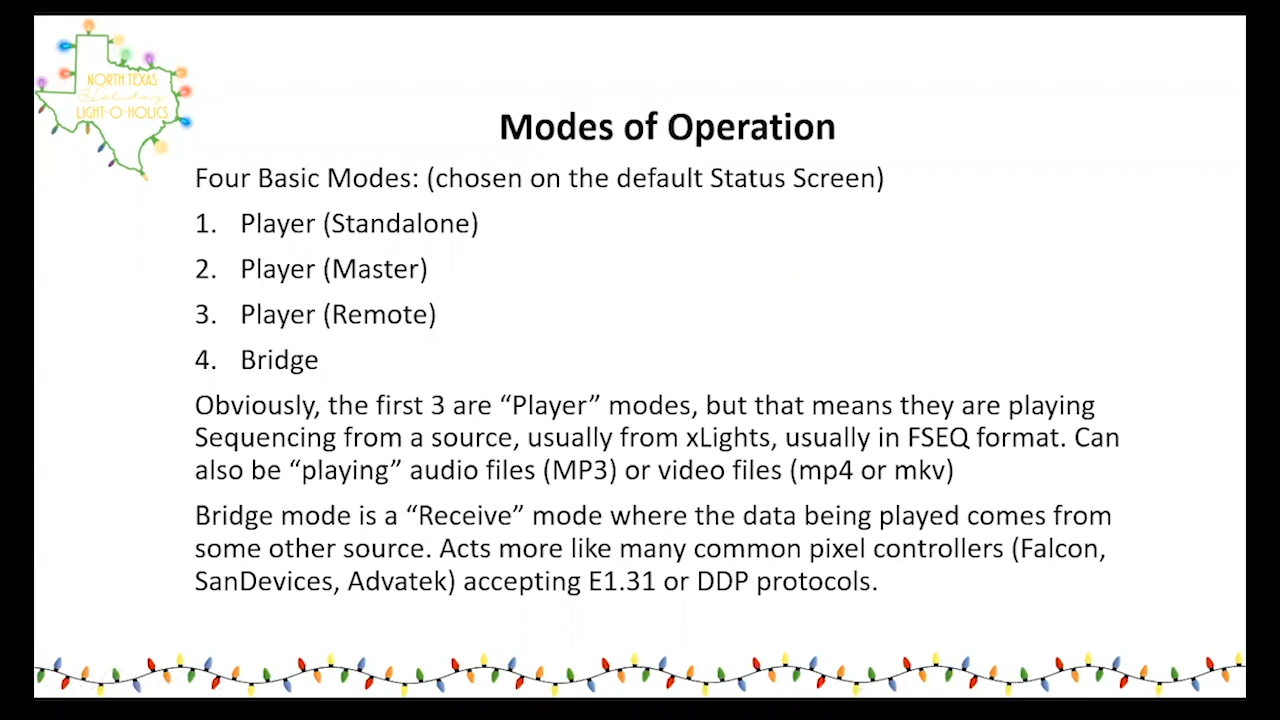 NORTH TEXAS
Holiday
LIGHT-O-HOLICS
Modes of Operation
Four Basic Modes: (chosen on the default Status Screen)
1. Player (Standalone)
2. Player (Master)
3. Player (Remote)
4. Bridge
Obviously, the first 3 are “Player” modes, but that means they are playing
Sequencing from a source, usually from xLights, usually in FSEQ format. Can
also be “playing” audio files (MP3) or video files (mp4 or mkv)
Bridge mode is a “Receive” mode where the data being played comes from
some other source. Acts more like many common pixel controllers (Falcon,
SanDevices, Advatek) accepting E1.31 or DDP protocols.